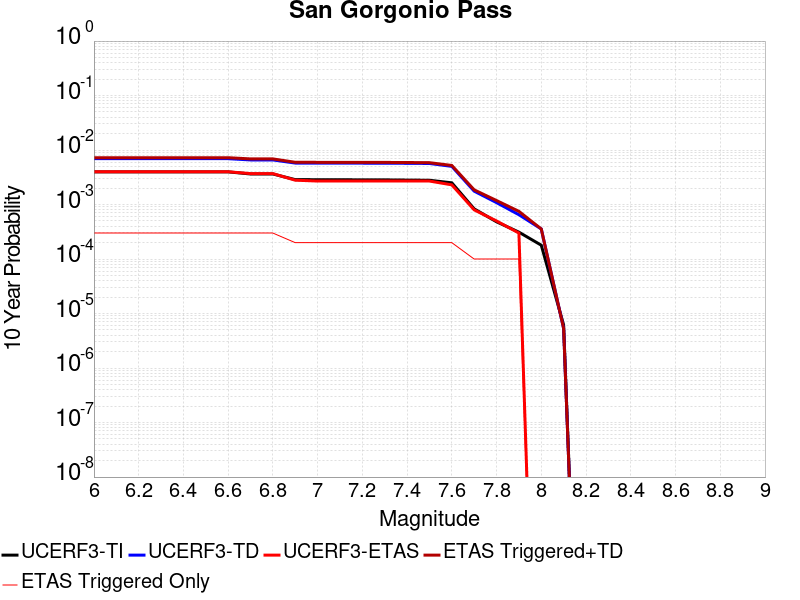 San Gorgonio Pass
10 0
10 -1
10 -2
10 -3
10 -4
10 -5
10 -6
10 -7
10 -8
10 Year Probability
6 6.2 6.4 6.6 6.8 7 7.2 7.4 7.6 7.8 8 8.2 8.4 8.6 8.8 9
Magnitude
UCERF3-TI UCERF3-TD UCERF3-ETAS ETAS Triggered+TD
ETAS Triggered Only